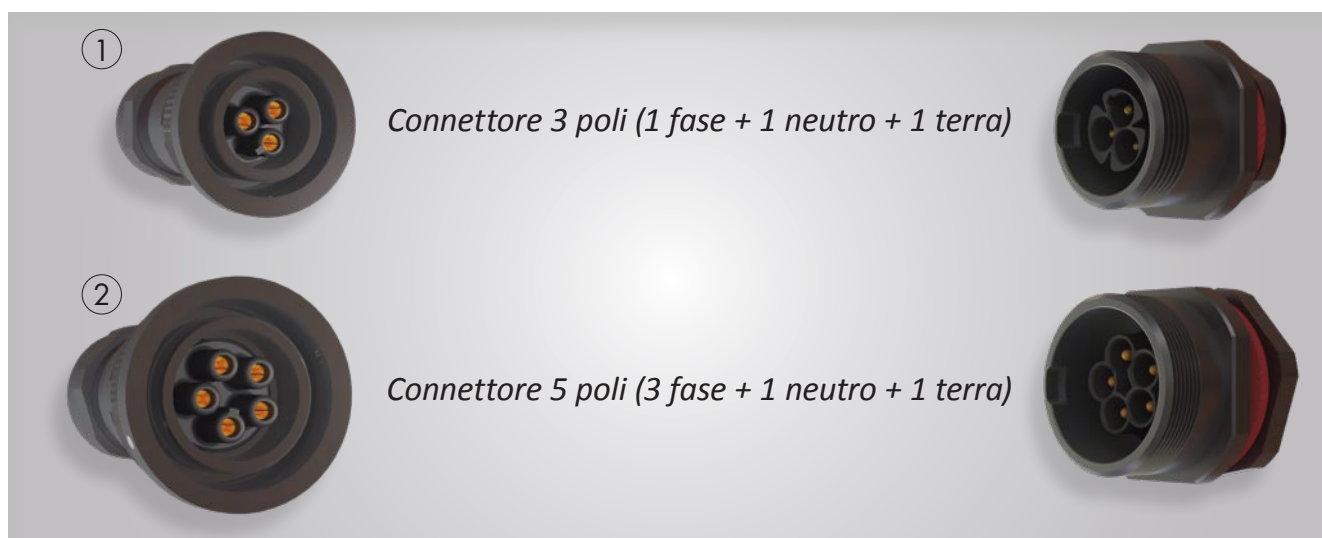 1
Connettore 3 poli (1 fase + 1 neutro + 1 terra)
2
Connettore 5 poli (3 fase + 1 neutro + 1 terra)